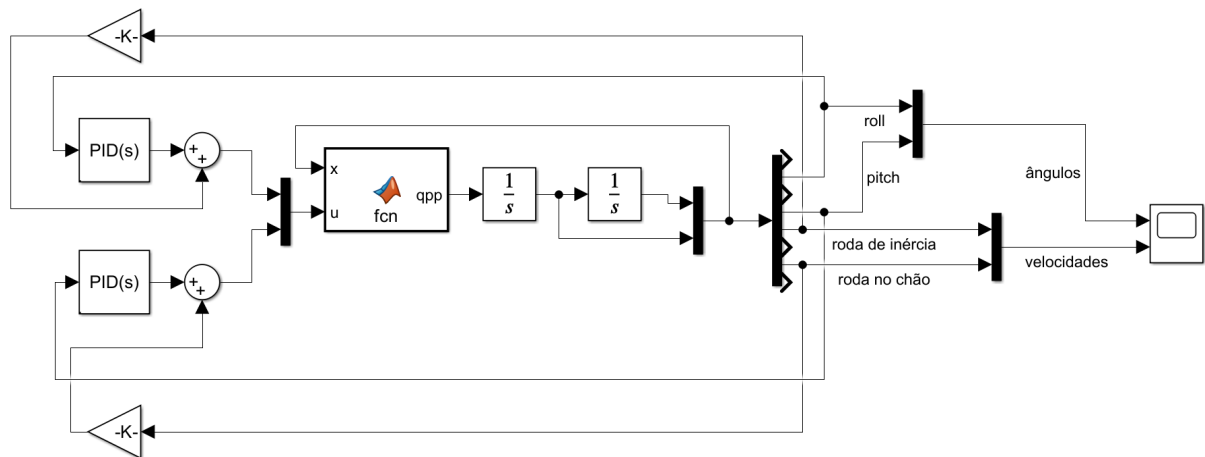 -K-
PID(s)
+
+
x
u
fcn
qpp
1
s
1
s
roll
pitch
ângulos
roda de inércia
roda no chão
velocidades
PID(s)
+
+
-K-